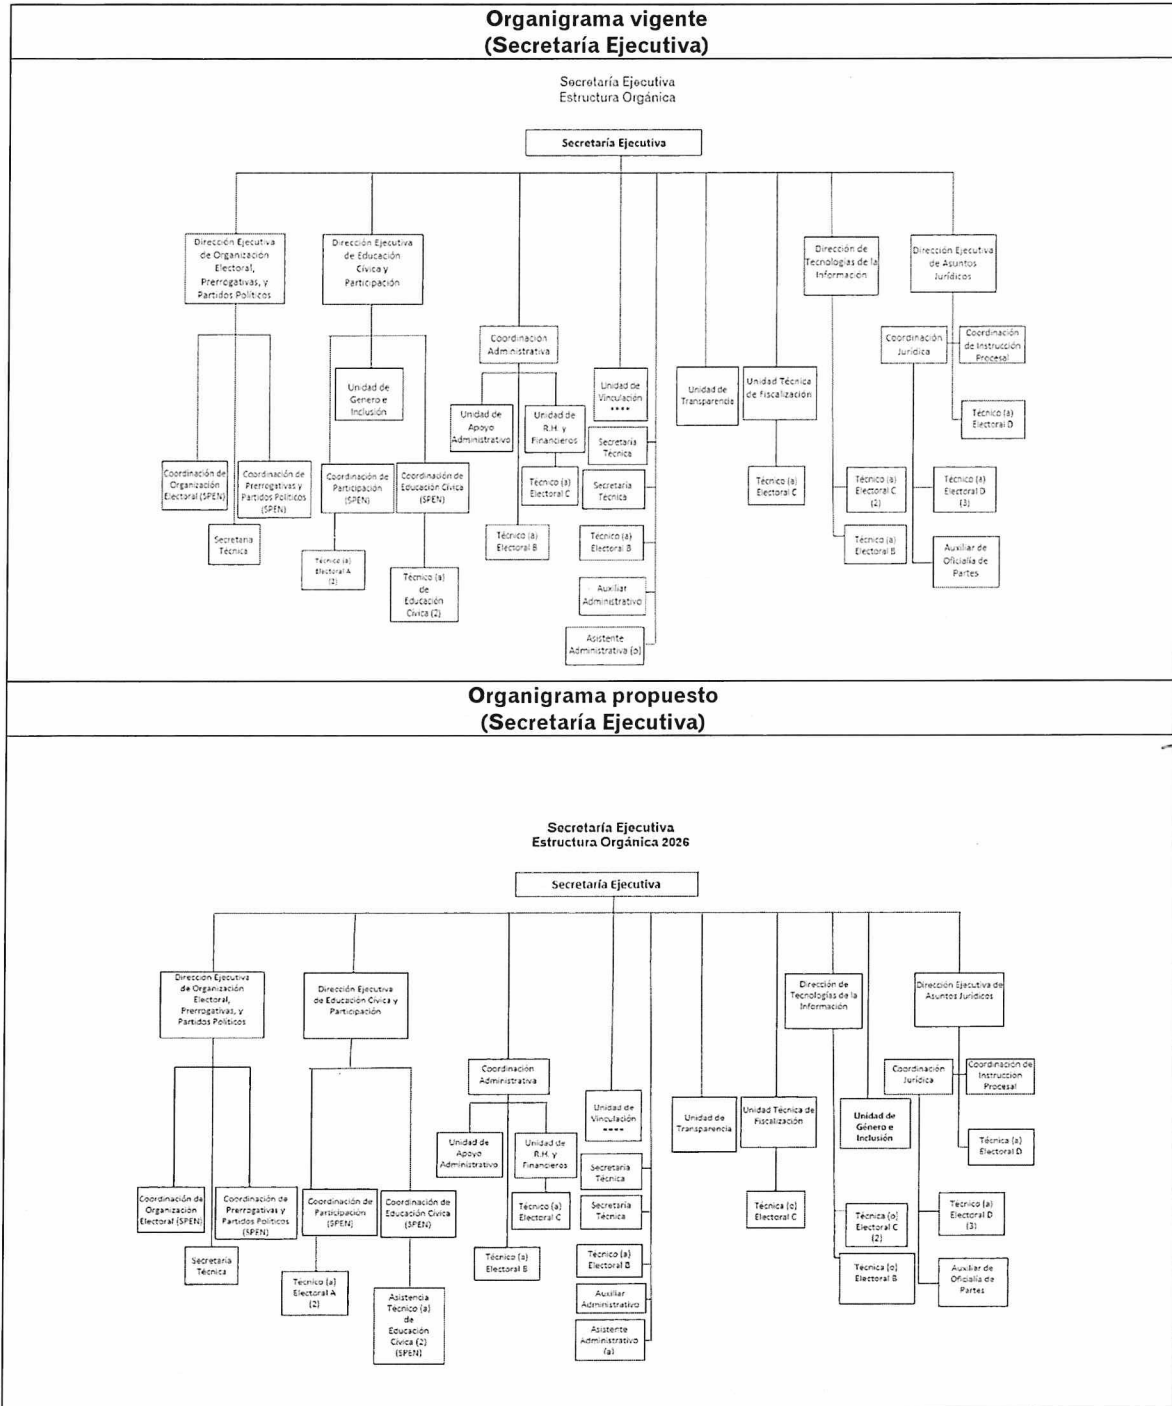 Organigrama vigente
(Secretaría Ejecutiva)
Secretaría Ejecutiva
Estructura Orgánica
Secretaría Ejecutiva
Dirección Ejecutiva
de Organización
Electoral,
Prerrogativas, y
Partidos Políticos
Dirección Ejecutiva
de Educación
Cívica y
Participación
Dirección de
Tecnologías de la
Información
Dirección Ejecutiva
de Asuntos
Jurídicos
Coordinación
Administrativa
Coordinación
Jurídica
Coordinación
de Instrucción
Procesal
Unidad de
Género e
Inclusión
Unidad de
Apoyo
Administrativo
Unidad de
R.H. y
Financieros
Unidad de
Vinculación
****
Unidad de
Transparencia
Unidad Técnica
de Fiscalización
Técnico (a)
Electoral D
Secretaría
Técnica
Coordinación de
Organización
Electoral (SPEN)
Coordinación de
Prerrogativas y
Partidos Políticos
(SPEN)
Coordinación de
Participación
(SPEN)
Coordinación de
Educación Cívica
(SPEN)
Técnico (a)
Electoral C
Secretaría
Técnica
Técnico (a)
Electoral C
Técnico (a)
Electoral C
(2)
Técnico (a)
Electoral D
(3)
Secretaria
Técnica
Técnico (a)
Electoral A
(2)
Técnico (a)
de
Educación
Cívica (2)
Técnico (a)
Electoral B
Técnico (a)
Electoral B
Técnico (a)
Electoral B
Auxiliar de
Oficialía de
Partes
Auxiliar
Administrativo
Asistente
Administrativa (o)
Organigrama propuesto
(Secretaría Ejecutiva)
Secretaría Ejecutiva
Estructura Orgánica 2026
Secretaría Ejecutiva
Dirección Ejecutiva
de Organización
Electoral,
Prerrogativas, y
Partidos Políticos
Dirección Ejecutiva
de Educación Cívica y
Participación
Dirección de
Tecnologías de la
Información
Dirección Ejecutiva de
Asuntos Jurídicos
Coordinación
Administrativa
Coordinación
Jurídica
Coordinación de
Instrucción
Procesal
Unidad de
Apoyo
Administrativo
Unidad de
R.H. y
Financieros
Unidad de
Vinculación
****
Unidad de
Transparencia
Unidad Técnica de
Fiscalización
Unidad de
Género e
Inclusión
Técnica (a)
Electoral D
Secretaría
Técnica
Coordinación de
Organización
Electoral (SPEN)
Coordinación de
Prerrogativas y
Partidos Políticos
(SPEN)
Coordinación de
Participación
(SPEN)
Coordinación de
Educación Cívica
(SPEN)
Técnico (a)
Electoral C
Secretaría
Técnica
Técnica (o)
Electoral C
Técnica (o)
Electoral C
(2)
Técnico (a)
Electoral D
(3)
Secretaria
Técnica
Técnico (a)
Electoral A
(2)
Asistencia
Técnico (a)
de
Educación
Cívica (2)
(SPEN)
Técnico (a)
Electoral B
Técnico (a)
Electoral B
Técnica (o)
Electoral B
Auxiliar de
Oficialía de
Partes
Auxiliar
Administrativo
Asistente
Administrativo
(a)